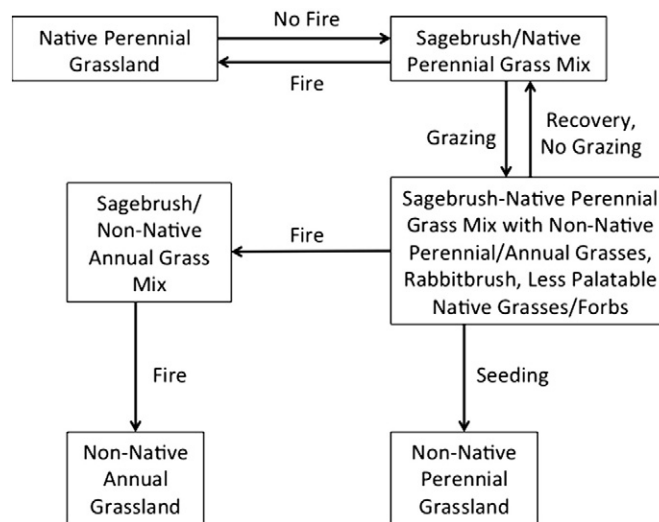 Native Perennial
Grassland
No Fire
Fire
Sagebrush/Native
Perennial Grass Mix
Grazing
Recovery,
No Grazing
Sagebrush/
Non-Native
Annual Grass
Mix
Fire
Sagebrush-Native Perennial
Grass Mix with Non-Native
Perennial/Annual Grasses,
Rabbitbrush, Less Palatable
Native Grasses/Forbs
Fire
Seeding
Non-Native
Annual
Grassland
Non-Native
Perennial
Grassland